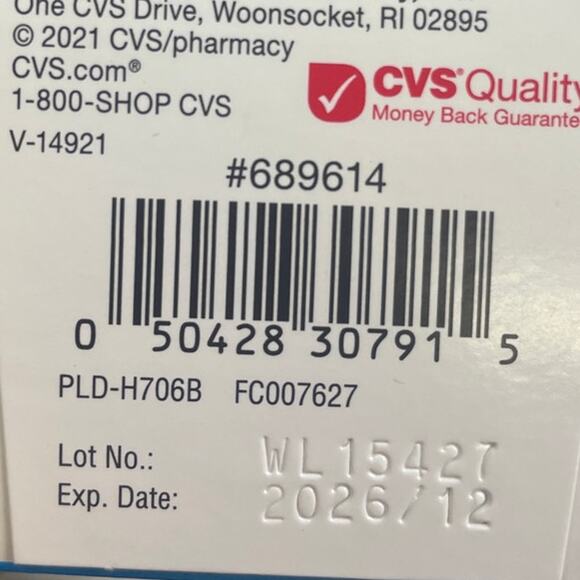 One CVS Drive, Woonsocket, RI 02895
© 2021 CVS/pharmacy
CVS.com®
1-800-SHOP CVS
V-14921
CVS® Quality
Money Back Guarante
#689614
0 50428 30791 5
PLD-H706B FC007627
Lot No.: WL15427
Exp. Date: 2026/12